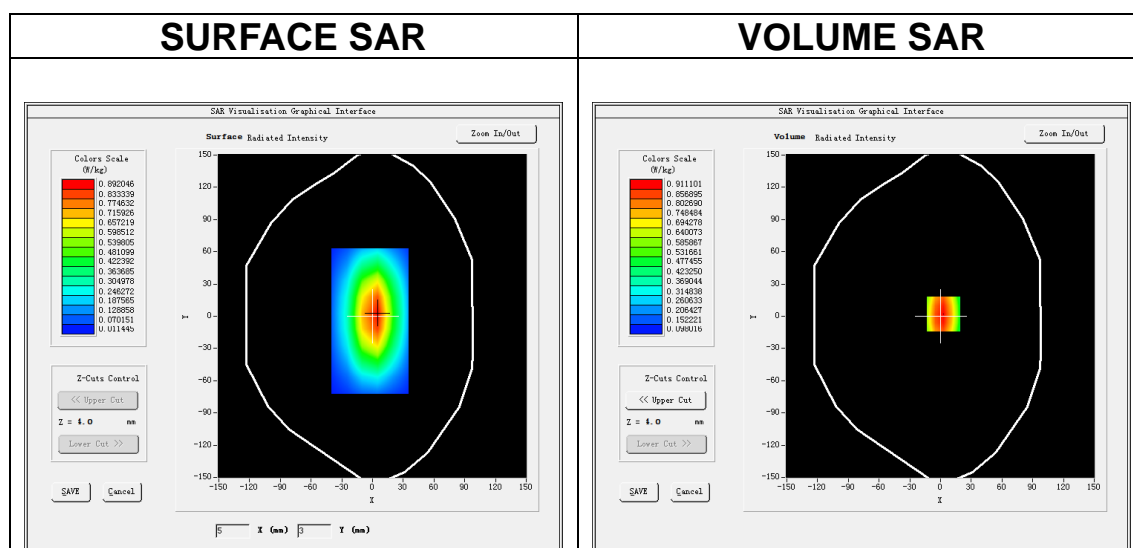 SURFACE SAR
SAR Visualisation Graphical Interface
Surface Radiated Intensity
Zoom In/Out
Colors Scale
(W/kg)
0.892046
0.833339
0.774632
0.715926
0.657219
0.598512
0.539805
0.481099
0.422392
0.363685
0.304978
0.246272
0.187565
0.128858
0.070151
0.011445
150
120
90
60
30
0
-30
-60
-90
-120
-150
Y
-150 -120 -90 -60 -30 0 30 60 90 120 150
X
Z-Cuts Control
<< Upper Cut
Z = 4.0 mm
Lower Cut >>
SAVE Cancel
5 X (mm) 3 Y (mm)
VOLUME SAR
SAR Visualisation Graphical Interface
Volume Radiated Intensity
Zoom In/Out
Colors Scale
(W/kg)
0.911101
0.856895
0.802690
0.748484
0.694278
0.640073
0.585867
0.531661
0.477455
0.423250
0.369044
0.314838
0.260633
0.206427
0.152221
0.098016
150
120
90
60
30
0
-30
-60
-90
-120
-150
Y
-150 -120 -90 -60 -30 0 30 60 90 120 150
X
Z-Cuts Control
<< Upper Cut
Z = 4.0 mm
Lower Cut >>
SAVE Cancel